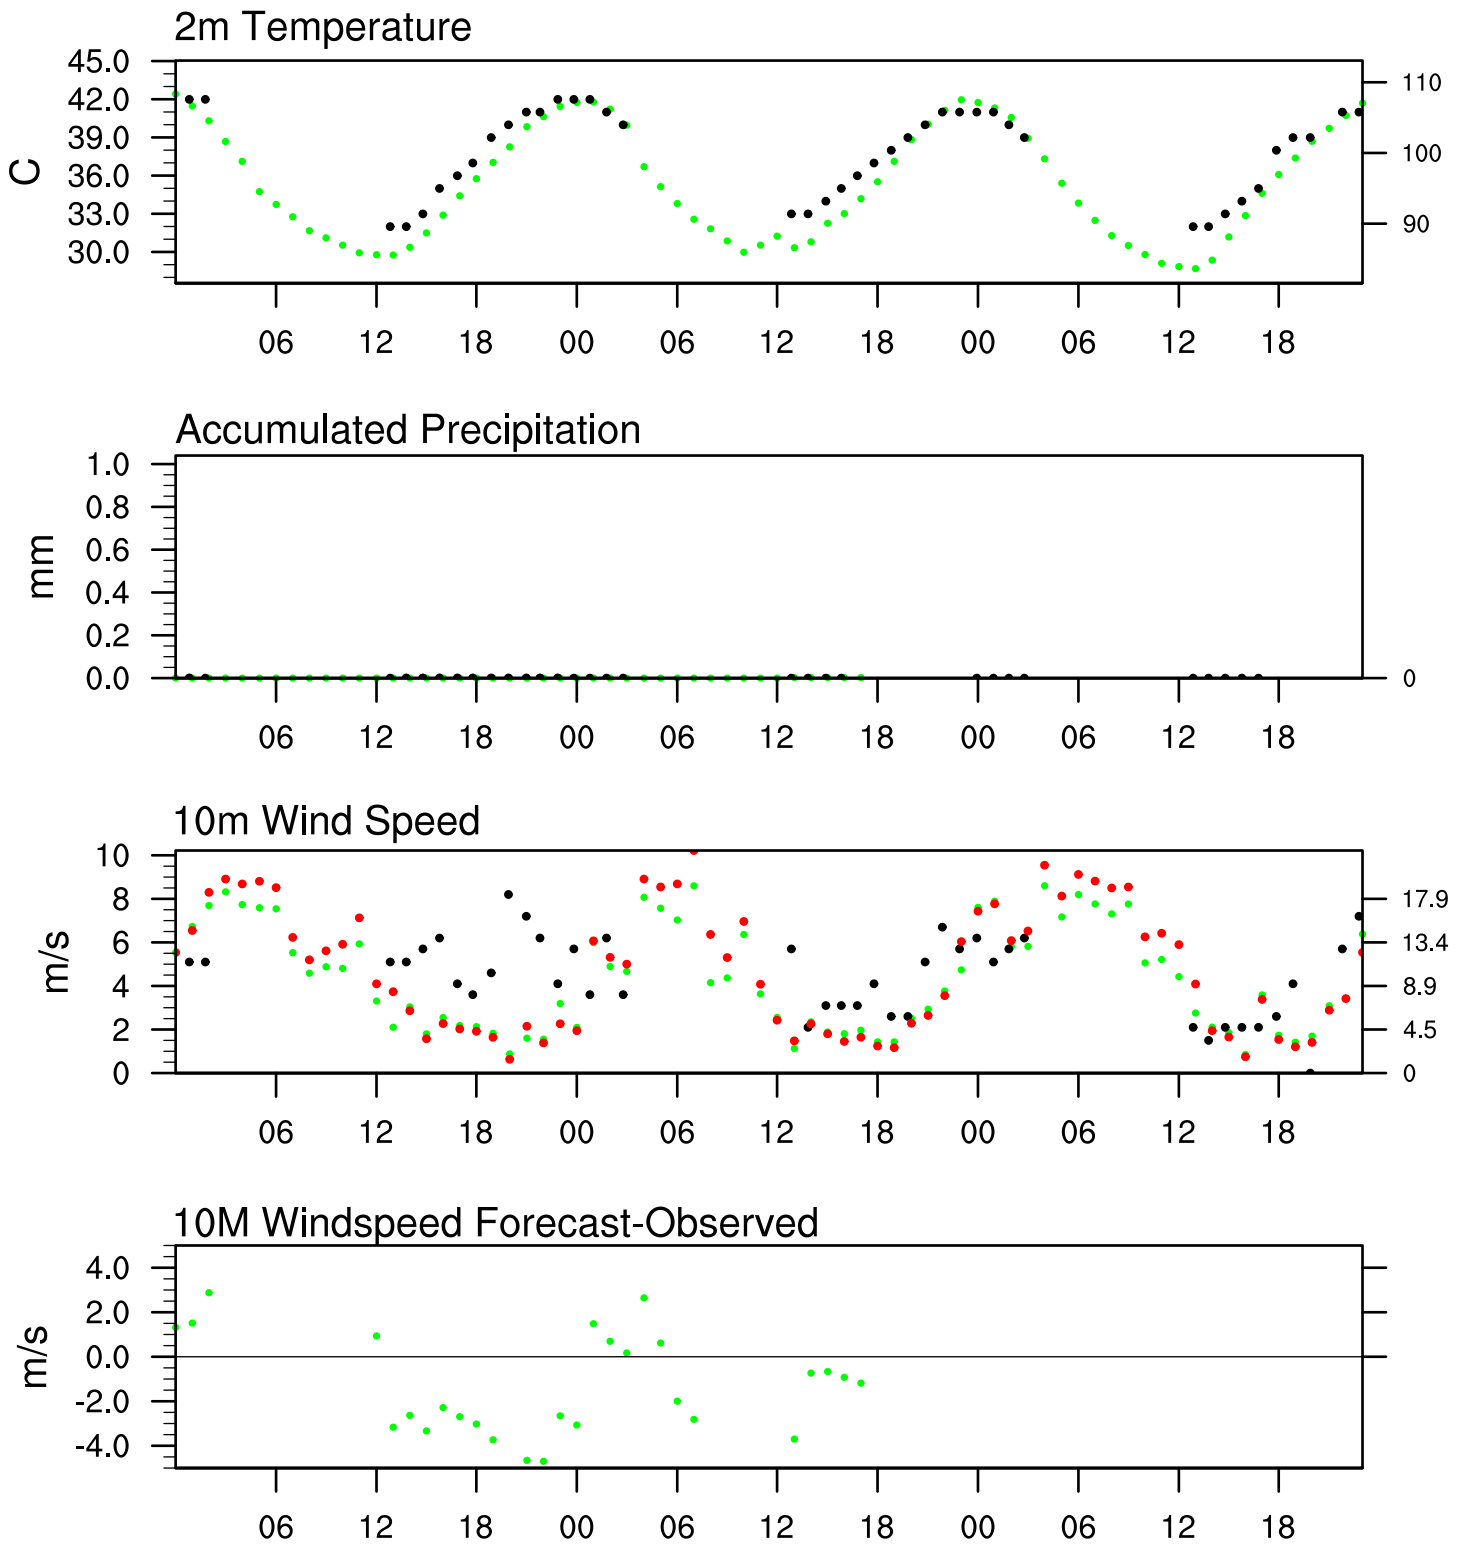 2m Temperature
45.0
42.0
39.0
36.0
33.0
30.0
C
110
100
90
06 12 18 00 06 12 18 00 06 12 18
Accumulated Precipitation
1.0
0.8
0.6
0.4
0.2
0.0
mm
0
06 12 18 00 06 12 18 00 06 12 18
10m Wind Speed
10
8
6
4
2
0
m/s
17.9
13.4
8.9
4.5
0
06 12 18 00 06 12 18 00 06 12 18
10M Windspeed Forecast-Observed
4.0
2.0
0.0
-2.0
-4.0
m/s
06 12 18 00 06 12 18 00 06 12 18